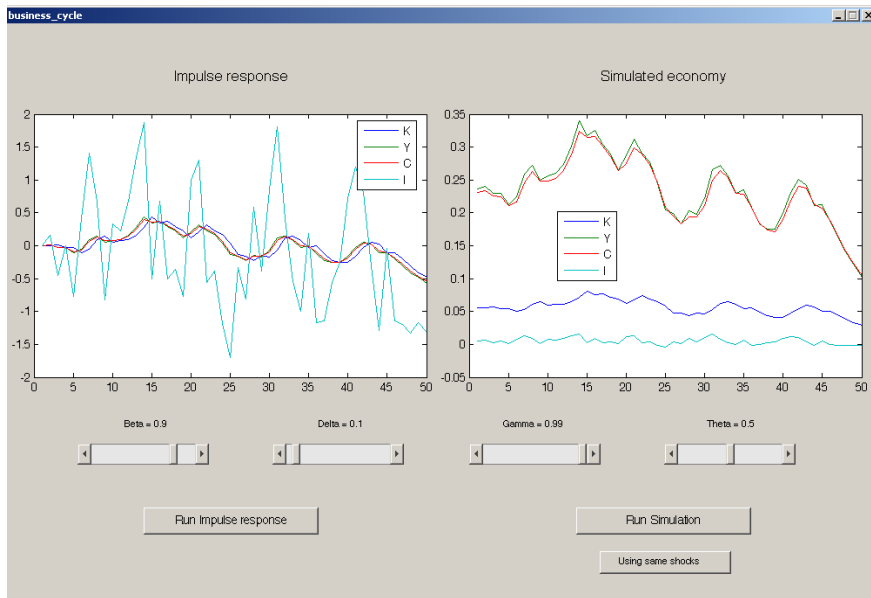 business_cycle
Impulse response
Simulated economy
2
1.5
1
0.5
0
-0.5
-1
-1.5
-2
0 5 10 15 20 25 30 35 40 45 50
K
Y
C
I
0.35
0.3
0.25
0.2
0.15
0.1
0.05
0
-0.05
0 5 10 15 20 25 30 35 40 45 50
K
Y
C
I
Beta = 0.9
Delta = 0.1
Gamma = 0.99
Theta = 0.5
Run Impulse response
Run Simulation
Using same shocks